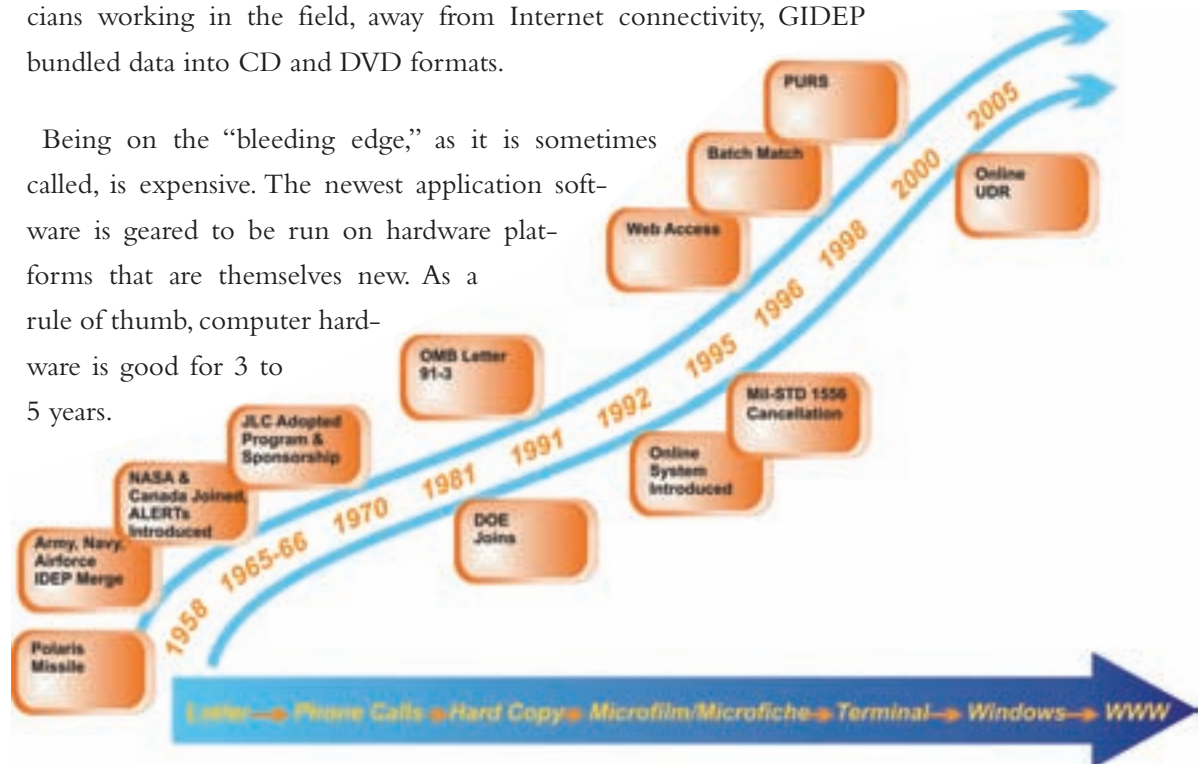 cians working in the field, away from Internet connectivity, GIDEP
bundled data into CD and DVD formats.
Being on the “bleeding edge,” as it is sometimes
called, is expensive. The newest application soft-
ware is geared to be run on hardware plat-
forms that are themselves new. As a
rule of thumb, computer hard-
ware is good for 3 to
5 years.
PURS
Batch Match
Web Access
OMB Letter
91-3
JLC Adopted
Program &
Sponsorship
NASA &
Canada Joined,
ALERTs
Introduced
Army, Navy,
Airforce
IDEP Merge
Polaris
Missile
1958
1965-66
1970
1981
1991
1992
1995
1996
1998
2000
2005
Online
UDR
Mil-STD 1556
Cancellation
Online
System
Introduced
DOE
Joins
Letter Phone Calls Hard Copy Microfilm/Microfiche Terminal Windows WWW